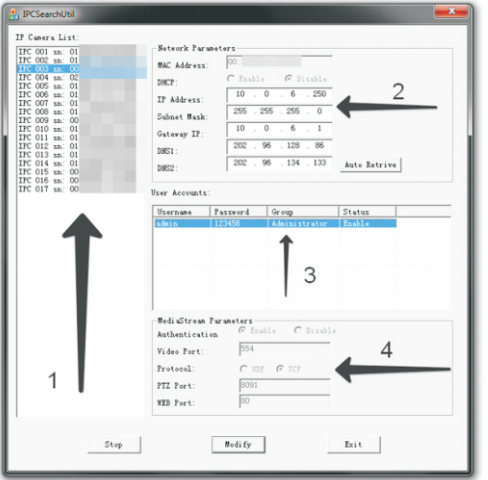 IPCSearchUtil
IP Camera List:
IPC 001 sn: 01
IPC 002 sn: 01
IPC 003 sn: 00
IPC 004 sn: 02
IPC 005 sn: 01
IPC 006 sn: 01
IPC 007 sn: 01
IPC 008 sn: 01
IPC 009 sn: 00
IPC 010 sn: 01
IPC 011 sn: 01
IPC 012 sn: 01
IPC 013 sn: 01
IPC 014 sn: 01
IPC 015 sn: 00
IPC 016 sn: 00
IPC 017 sn: 00
1
Network Parameters
MAC Address: 00:
DHCP: Enable Disable
IP Address: 10 . 0 . 6 . 250
Subnet Mask: 255 . 255 . 255 . 0
Gateway IP: 10 . 0 . 6 . 1
DNS1: 202 . 96 . 128 . 86
DNS2: 202 . 96 . 134 . 133
Auto Retrive
2
User Accounts:
Username Password Group Status
admin 123456 Administrator Enable
3
MediaStream Parameters
Authentication Enable Disable
Video Port: 554
Protocol: UDP TCP
PTZ Port: 8091
WEB Port: 80
4
Stop Modify Exit